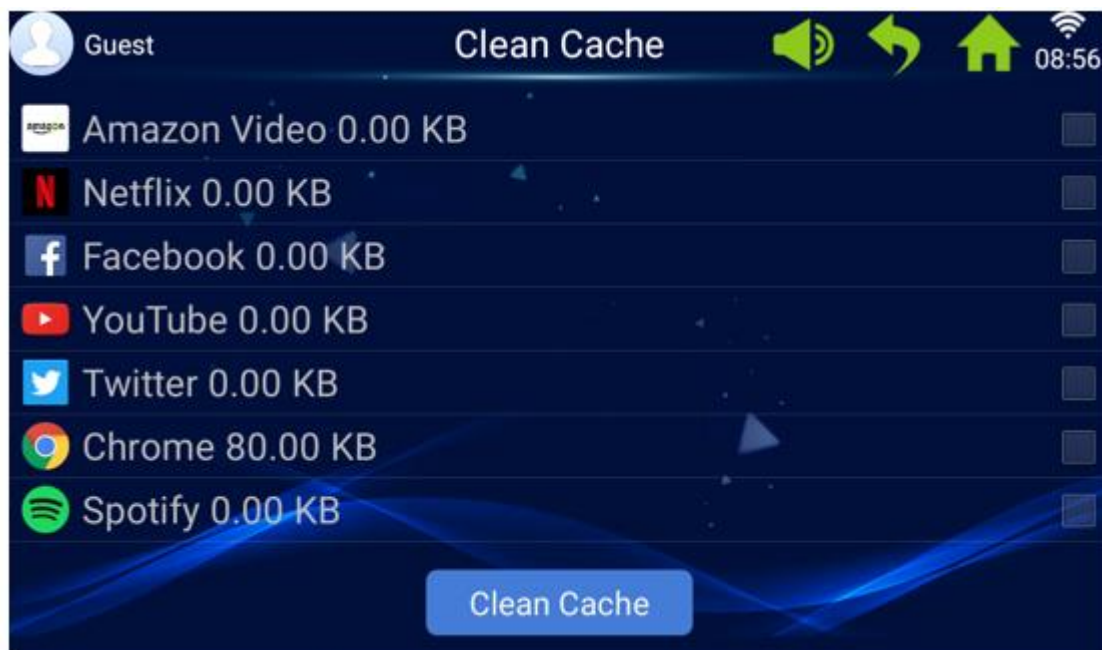 Guest
Clean Cache
08:56
amazon
Amazon Video 0.00 KB
N
Netflix 0.00 KB
f
Facebook 0.00 KB
YouTube 0.00 KB
Twitter 0.00 KB
Chrome 80.00 KB
Spotify 0.00 KB
Clean Cache